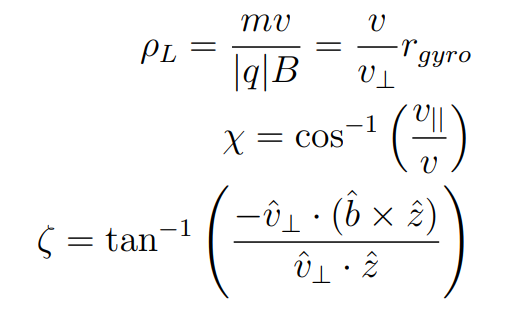 ρ_L = mv / |q|B = v / v_⊥ r_gyro
χ = cos⁻¹ (v_|| / v)
ζ = tan⁻¹ (−v̂_⊥ · (b̂ × ẑ) / v̂_⊥ · ẑ)